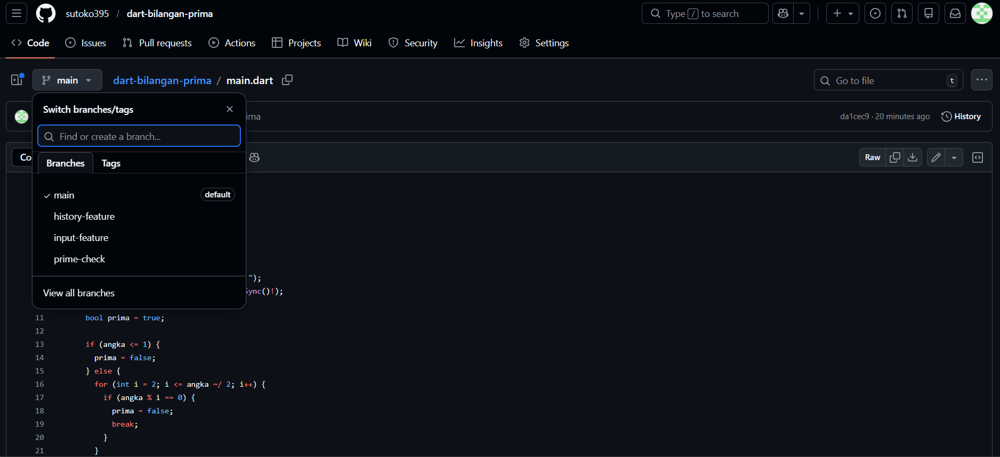 sutoko395 / dart-bilangan-prima
Type / to search
Code Issues Pull requests Actions Projects Wiki Security Insights Settings
main dart-bilangan-prima / main.dart
Go to file t
Switch branches/tags
ima
da1cec9 · 20 minutes ago History
Find or create a branch...
Co
Raw
Branches Tags
main default
history-feature
input-feature
prime-check
");
Sync()!);
View all branches
11 bool prima = true;
12
13 if (angka <= 1) {
14 prima = false;
15 } else {
16 for (int i = 2; i <= angka ~/ 2; i++) {
17 if (angka % i == 0) {
18 prima = false;
19 break;
20 }
21 }